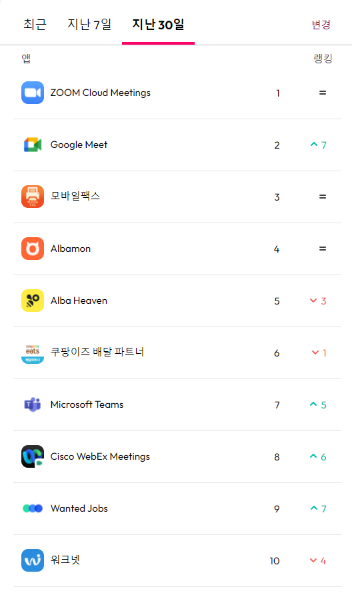 최근 지난 7일 지난 30일 변경
앱 랭킹
ZOOM Cloud Meetings 1 =
Google Meet 2 ^ 7
모바일팩스 3 =
Albamon 4 =
Alba Heaven 5 ⌄ 3
쿠팡이츠 배달 파트너 6 ⌄ 1
Microsoft Teams 7 ^ 5
Cisco WebEx Meetings 8 ^ 6
Wanted Jobs 9 ^ 7
워크넷 10 ⌄ 4